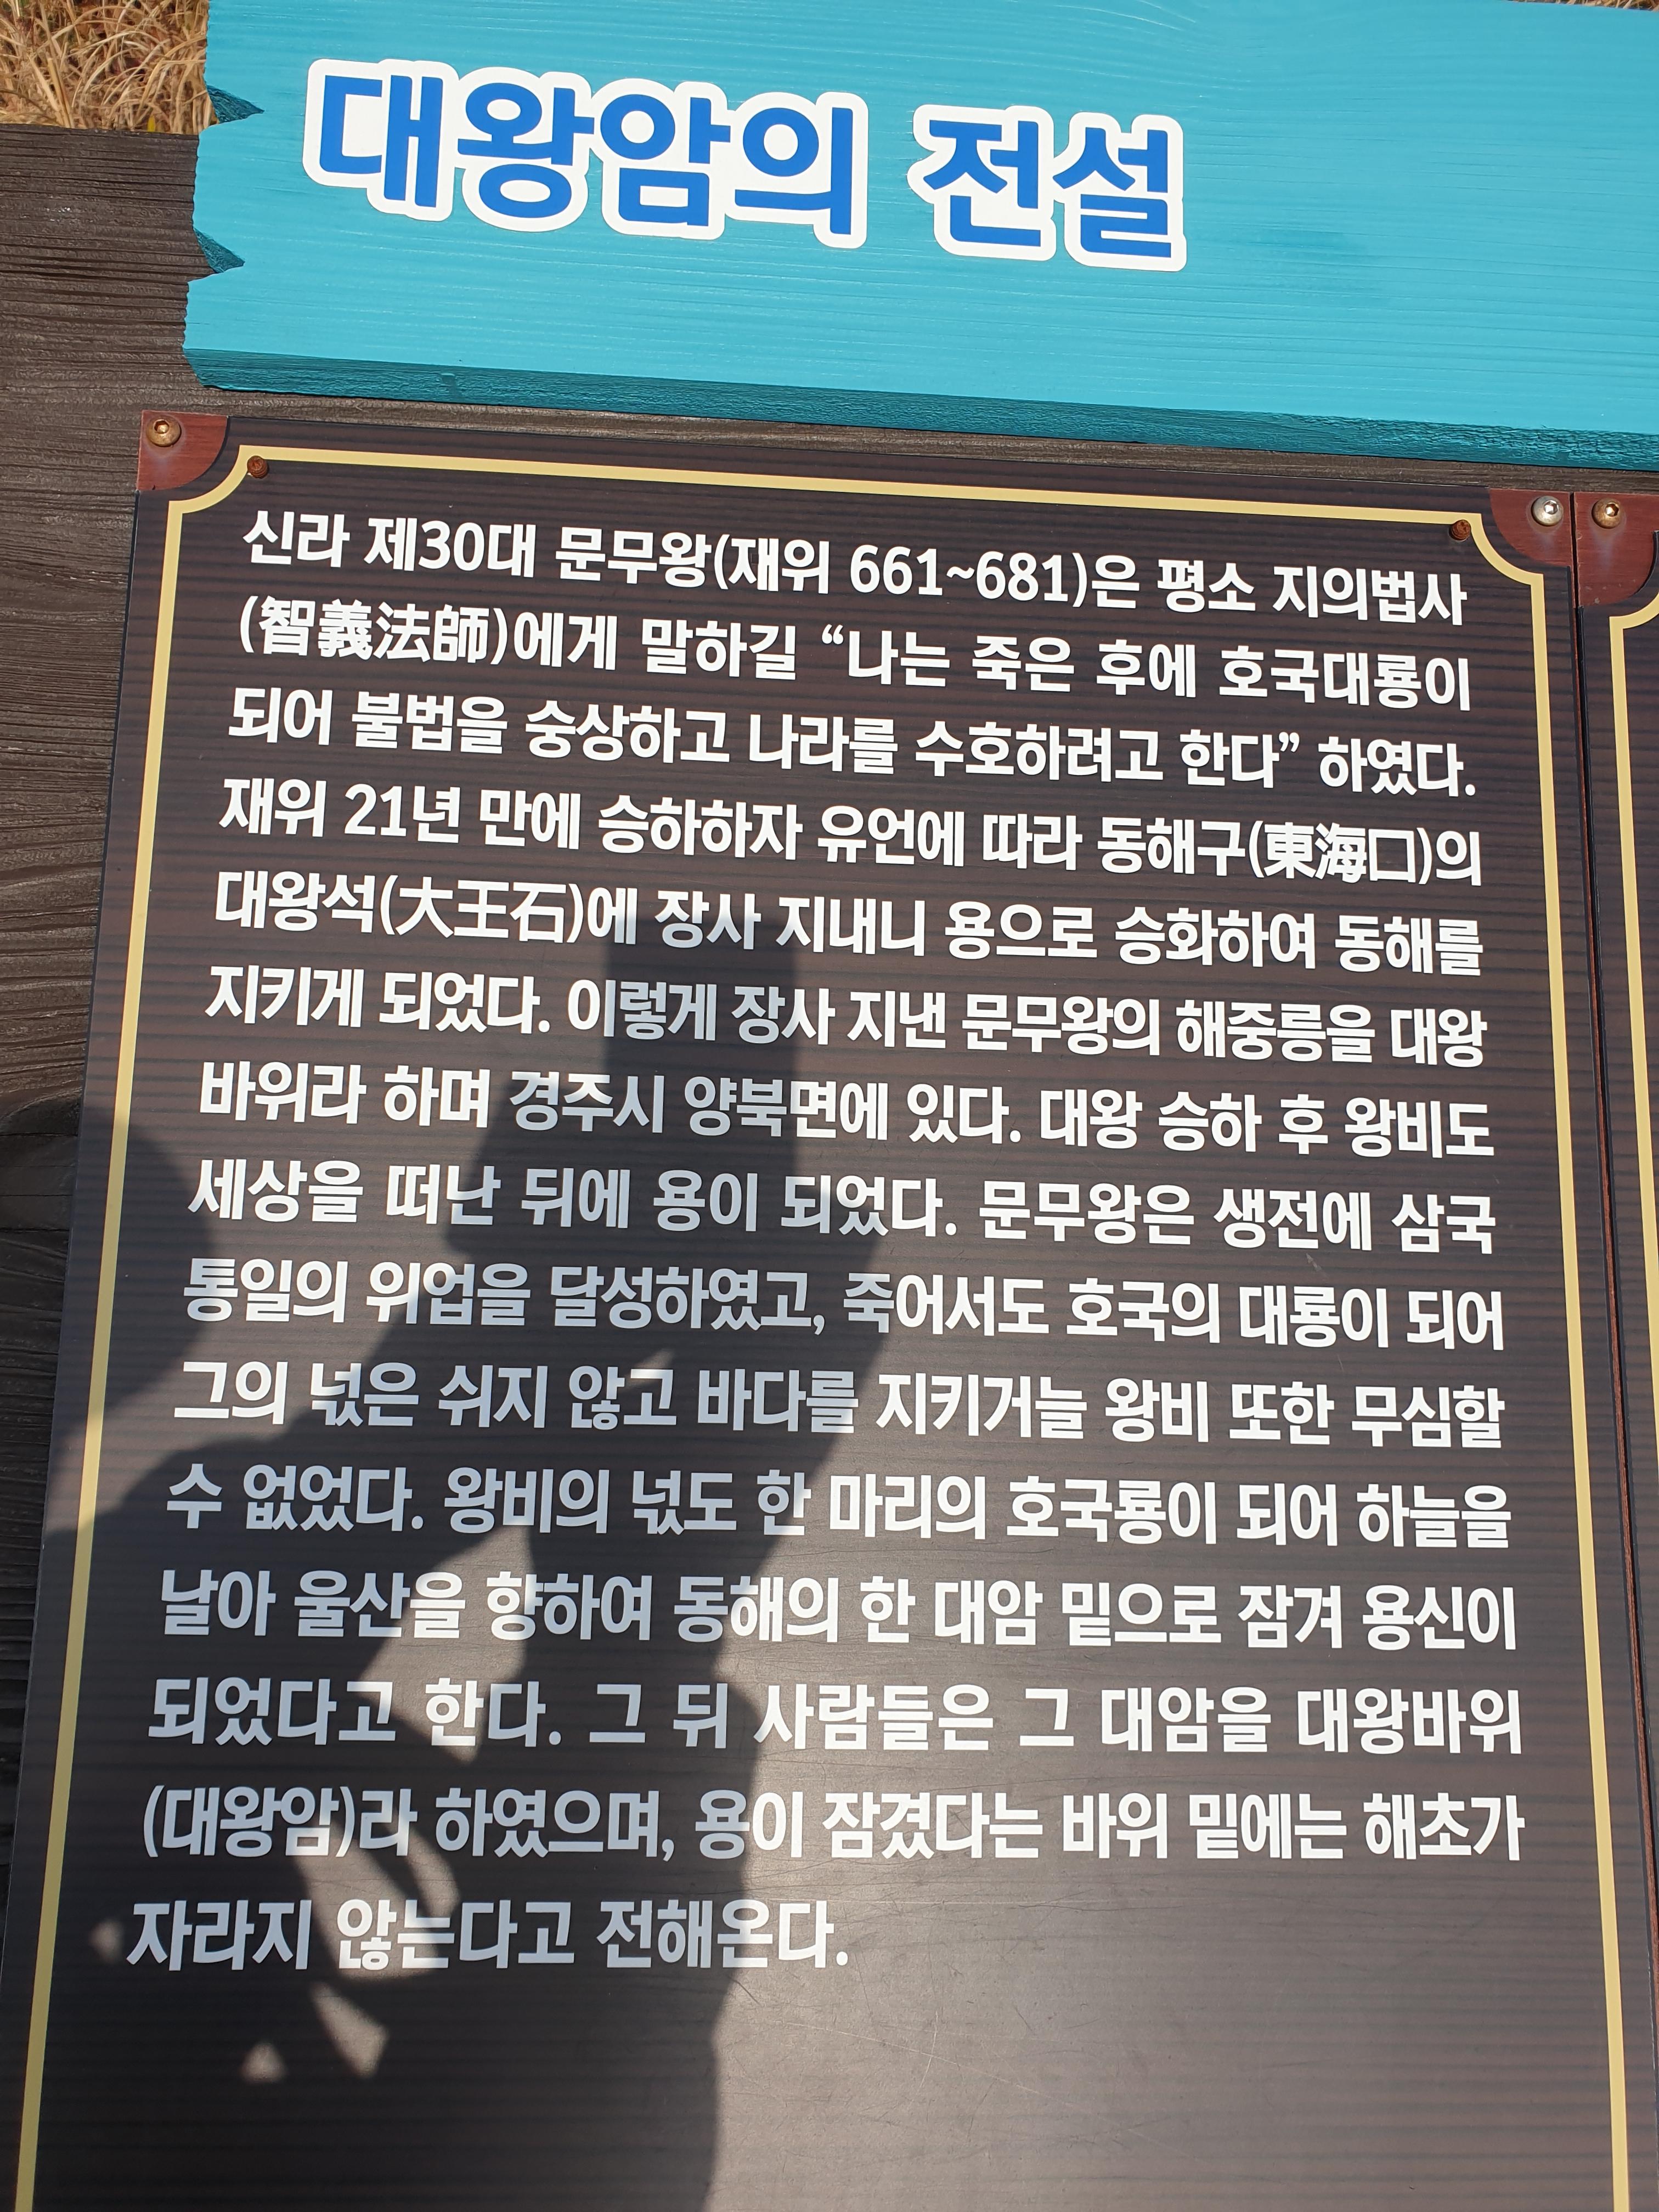 대왕암의 전설
신라 제30대 문무왕(재위 661~681)은 평소 지의법사
(智義法師)에게 말하길 “나는 죽은 후에 호국대룡이
되어 불법을 숭상하고 나라를 수호하려고 한다” 하였다.
재위 21년 만에 승하하자 유언에 따라 동해구(東海口)의
대왕석(大王石)에 장사 지내니 용으로 승화하여 동해를
지키게 되었다. 이렇게 장사 지낸 문무왕의 해중릉을 대왕
바위라 하며 경주시 양북면에 있다. 대왕 승하 후 왕비도
세상을 떠난 뒤에 용이 되었다. 문무왕은 생전에 삼국
통일의 위업을 달성하였고, 죽어서도 호국의 대룡이 되어
그의 넋은 쉬지 않고 바다를 지키거늘 왕비 또한 무심할
수 없었다. 왕비의 넋도 한 마리의 호국룡이 되어 하늘을
날아 울산을 향하여 동해의 한 대암 밑으로 잠겨 용신이
되었다고 한다. 그 뒤 사람들은 그 대암을 대왕바위
(대왕암)라 하였으며, 용이 잠겼다는 바위 밑에는 해초가
자라지 않는다고 전해온다.